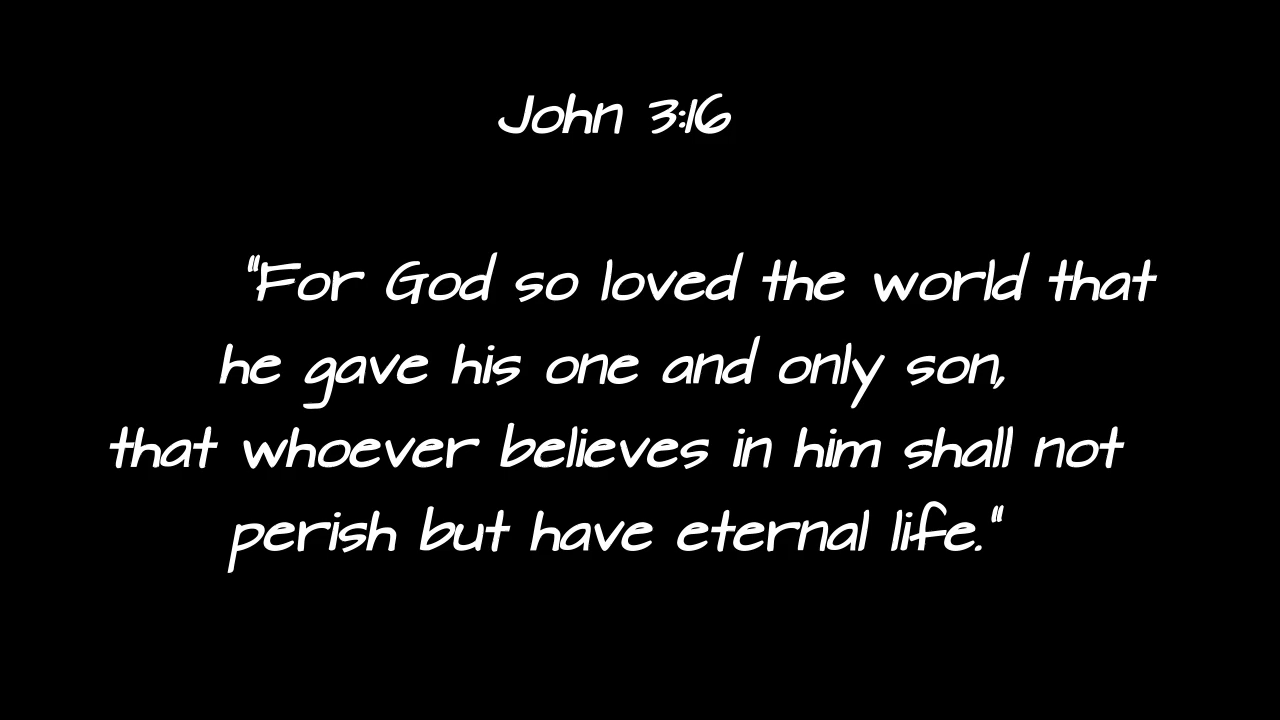 John 3:16
"For God so loved the world that
he gave his one and only son,
that whoever believes in him shall not
perish but have eternal life."